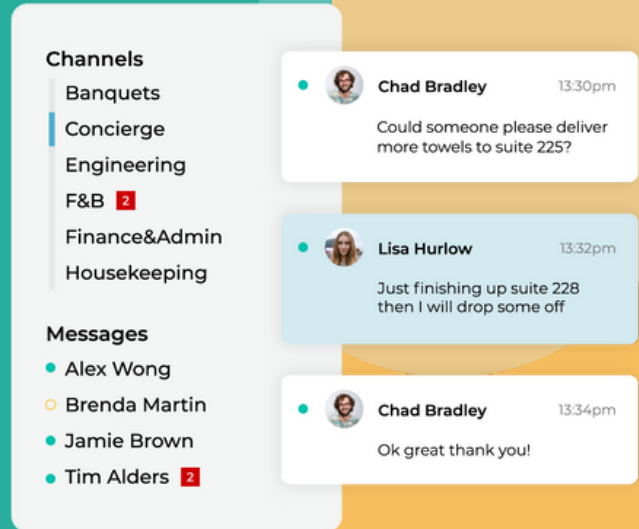 Channels
Banquets
Concierge
Engineering
F&B 2
Finance&Admin
Housekeeping
Messages
Alex Wong
Brenda Martin
Jamie Brown
Tim Alders 2
Chad Bradley 13:30pm
Could someone please deliver
more towels to suite 225?
Lisa Hurlow 13:32pm
Just finishing up suite 228
then I will drop some off
Chad Bradley 13:34pm
Ok great thank you!